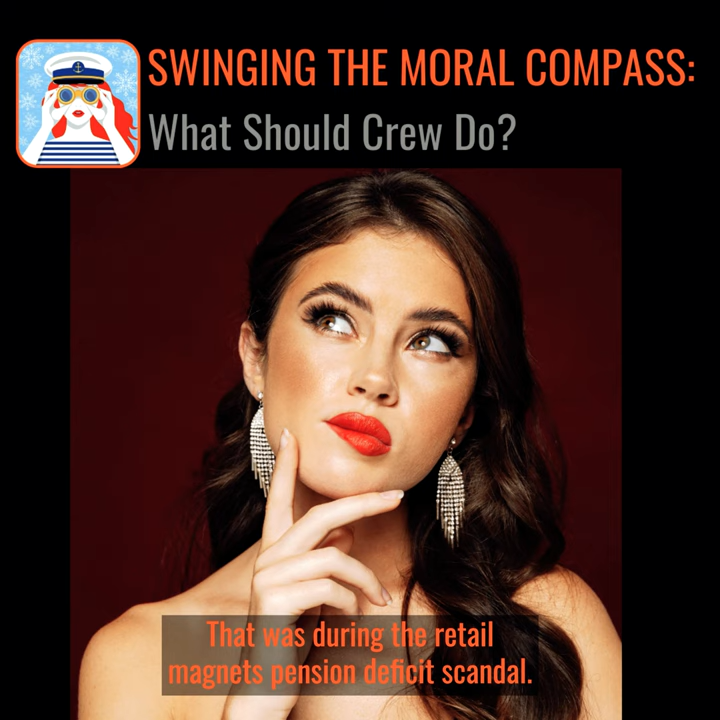 SWINGING THE MORAL COMPASS:
What Should Crew Do?
That was during the retail
magnets pension deficit scandal.